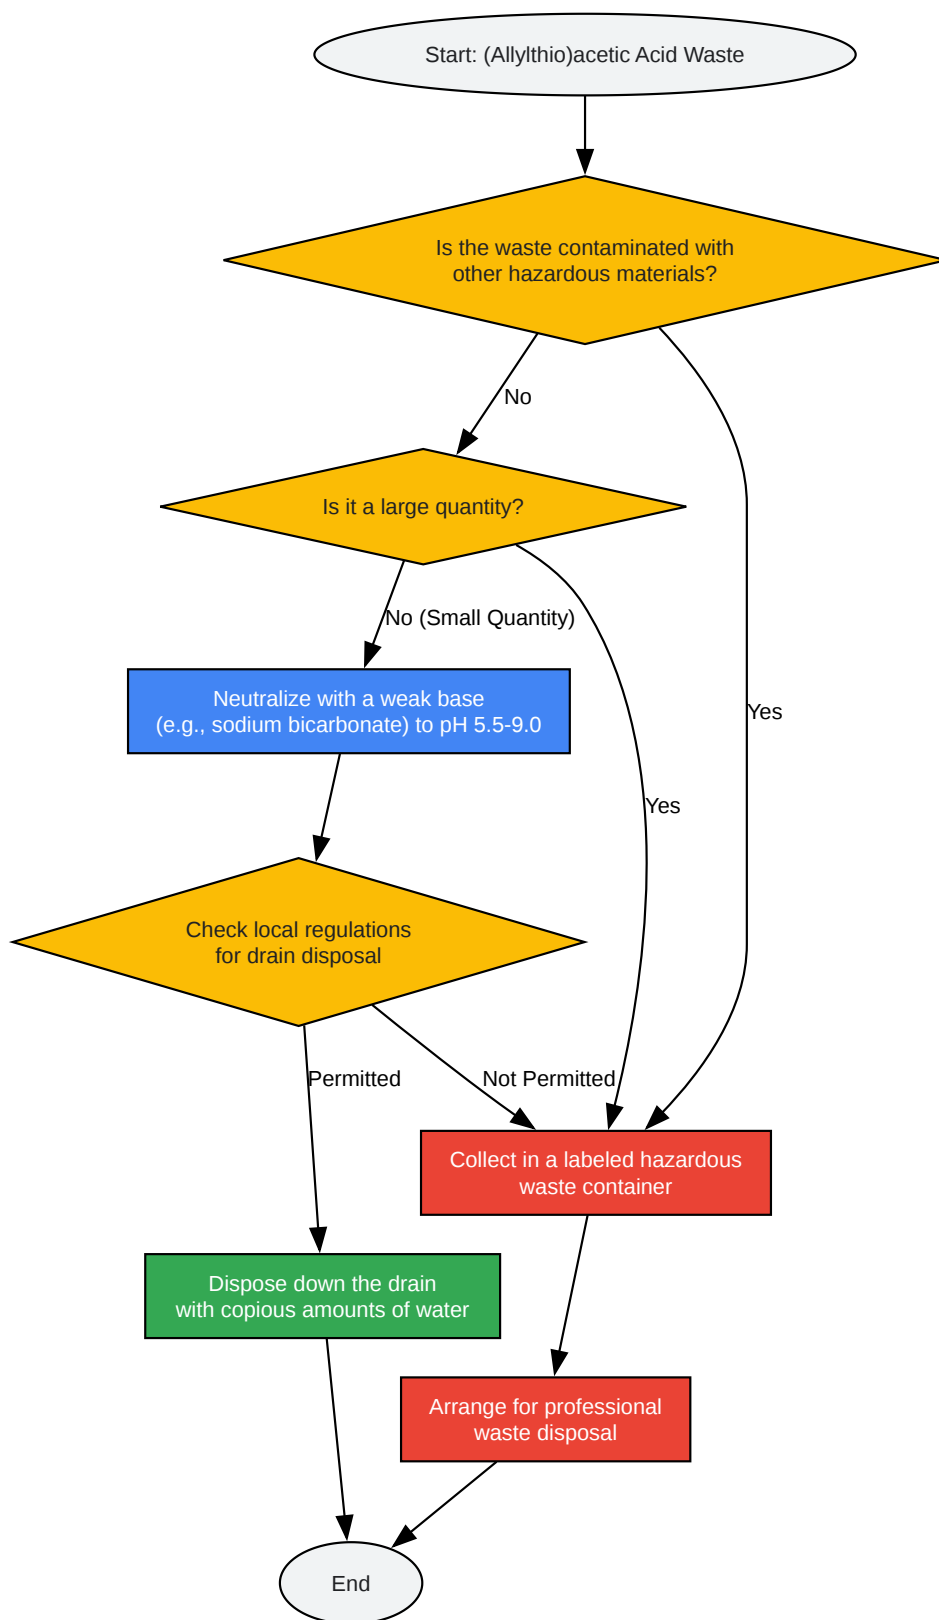 Start: (Allylthio)acetic Acid Waste
Is the waste contaminated with
other hazardous materials?
No
Is it a large quantity?
No (Small Quantity)
Neutralize with a weak base
(e.g., sodium bicarbonate) to pH 5.5-9.0
Yes
Yes
Check local regulations
for drain disposal
Permitted
Not Permitted
Collect in a labeled hazardous
waste container
Dispose down the drain
with copious amounts of water
Arrange for professional
waste disposal
End